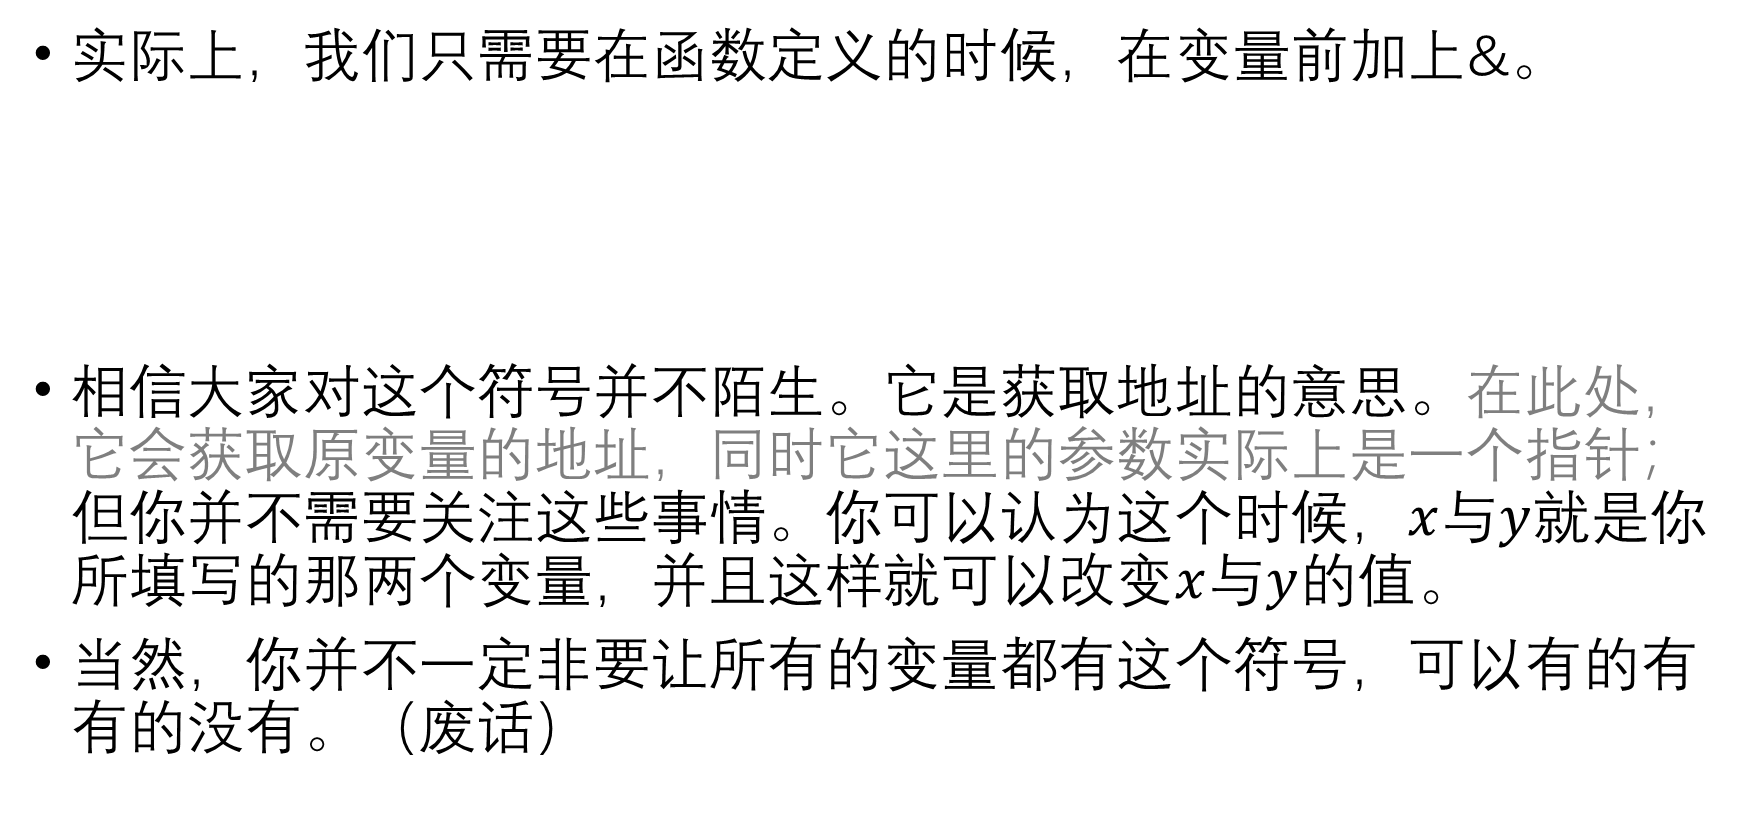 • 实际上，我们只需要在函数定义的时候，在变量前加上&。
• 相信大家对这个符号并不陌生。它是获取地址的意思。在此处，
它会获取原变量的地址，同时它这里的参数实际上是一个指针；
但你并不需要关注这些事情。你可以认为这个时候，x与y就是你
所填写的那两个变量，并且这样就可以改变x与y的值。
• 当然，你并不一定非要让所有的变量都有这个符号，可以有的有
有的没有。（废话）